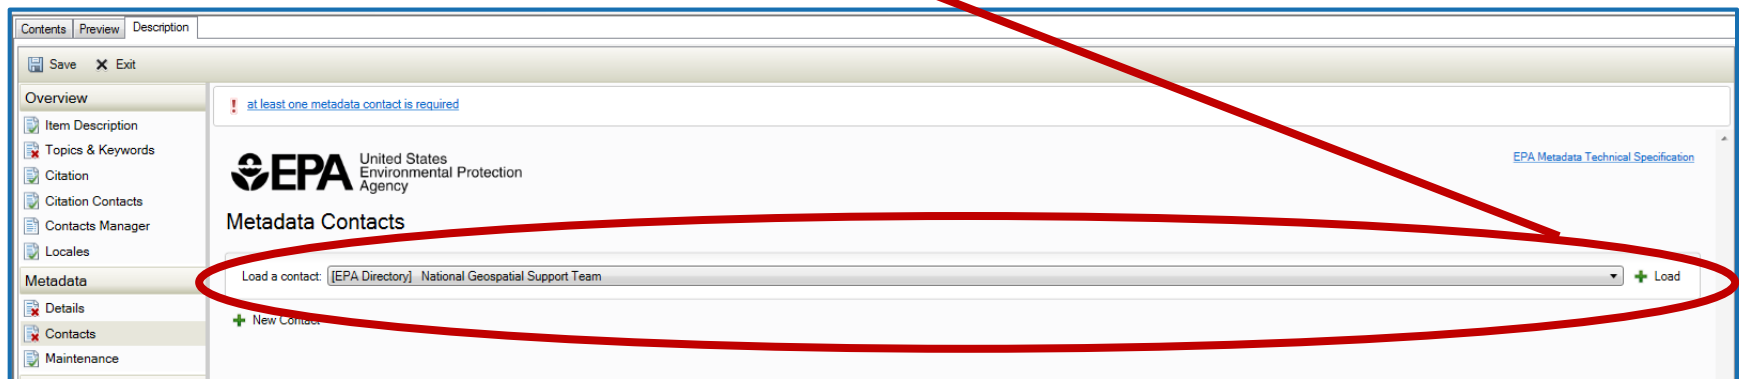 Contents Preview Description
Save Exit
Overview
! at least one metadata contact is required
Item Description
Topics & Keywords
Citation
Citation Contacts
Contacts Manager
Locales
Metadata
Details
Contacts
Maintenance
EPA United States
Environmental Protection
Agency
EPA Metadata Technical Specification
Metadata Contacts
Load a contact: [EPA Directory] National Geospatial Support Team Load
New Contact